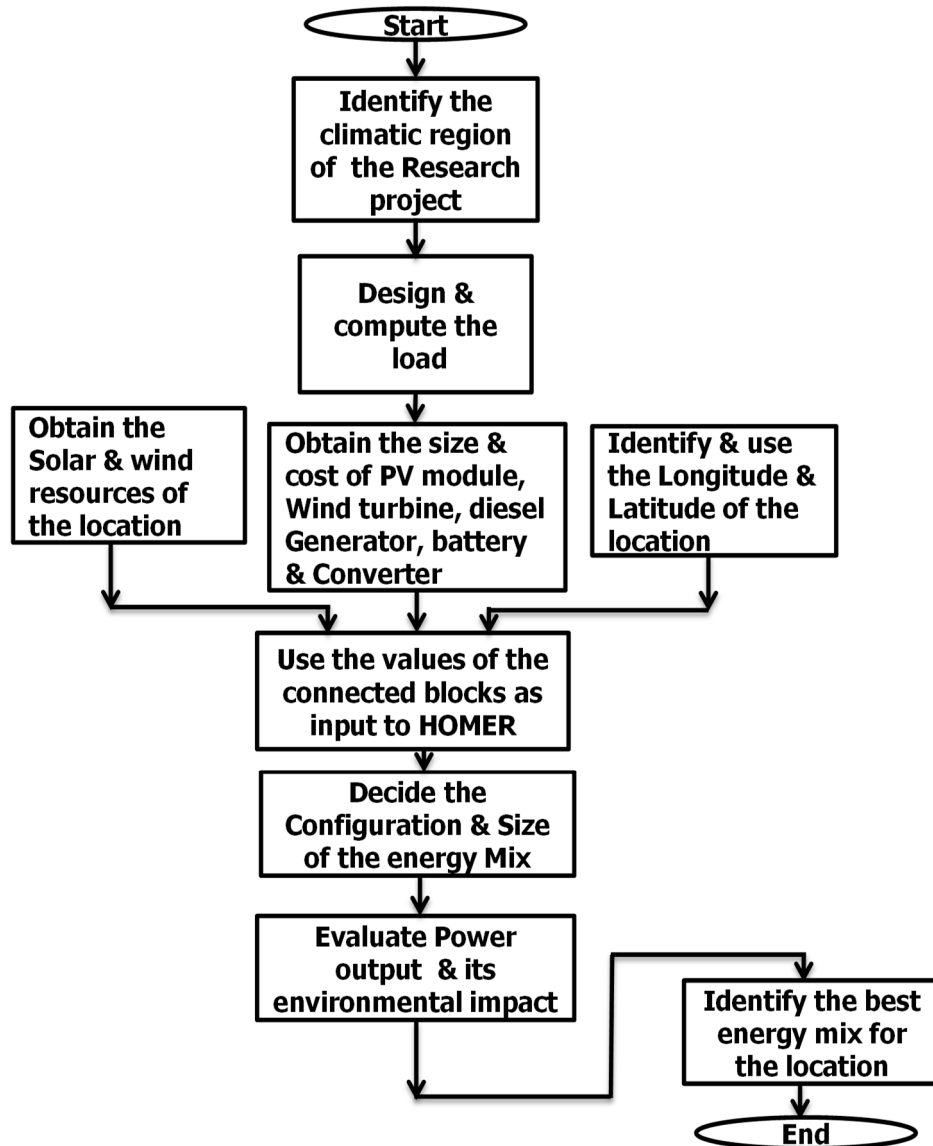 Start
Identify the
climatic region
of the Research
project
Design &
compute the
load
Obtain the
Solar & wind
resources of
the location
Obtain the size &
cost of PV module,
Wind turbine, diesel
Generator, battery
& Converter
Identify & use
the Longitude &
Latitude of the
location
Use the values of the
connected blocks as
input to HOMER
Decide the
Configuration & Size
of the energy Mix
Evaluate Power
output & its
environmental impact
Identify the best
energy mix for
the location
End